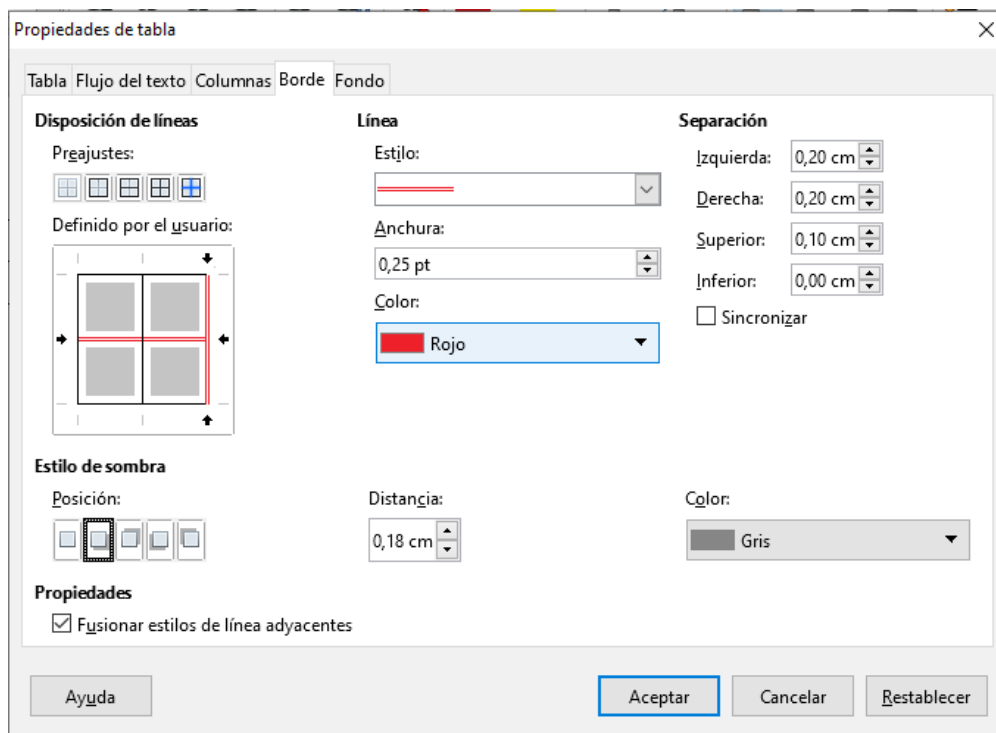 Propiedades de tabla
Tabla Flujo del texto Columnas Borde Fondo
Disposición de líneas
Preajustes:
Definido por el usuario:
Línea
Estilo:
Anchura:
0,25 pt
Color:
Rojo
Separación
Izquierda: 0,20 cm
Derecha: 0,20 cm
Superior: 0,10 cm
Inferior: 0,00 cm
Sincronizar
Estilo de sombra
Posición:
Distancia:
0,18 cm
Color:
Gris
Propiedades
Fusionar estilos de línea adyacentes
Ayuda Aceptar Cancelar Restablecer